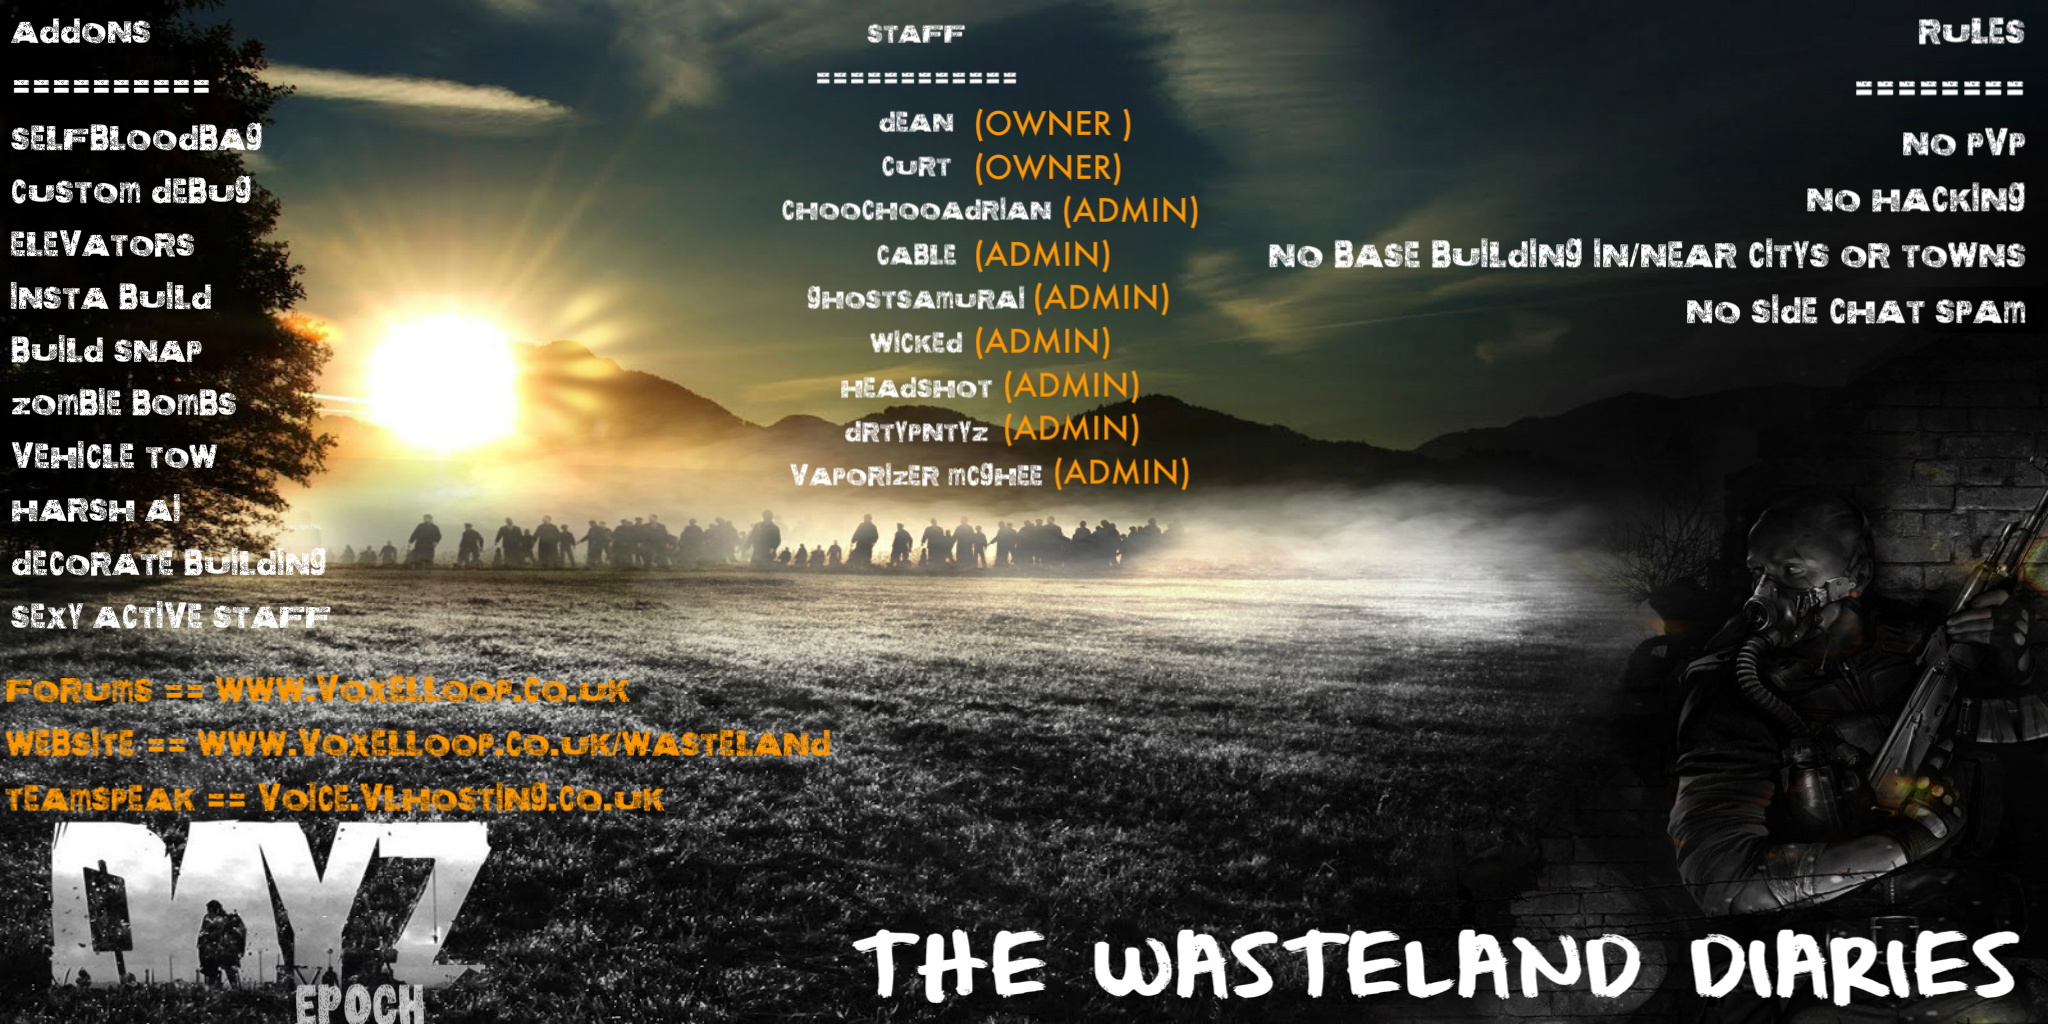 Addons
==========
Selfbloodbag
Custom Debug
Elevators
Insta Build
Build Snap
Zombie Bombs
Vehicle Tow
Harsh AI
Decorate Building
Sexy Active Staff
Forums == www.voxelloop.co.uk
Website == www.voxelloop.co.uk/wasteland
Teamspeak == voice.vlhosting.co.uk
DAYZ
EPOCH
Staff
============
Dean (OWNER )
Curt (OWNER)
ChooChooAdrian (ADMIN)
Cable (ADMIN)
GhostSamurai (ADMIN)
Wicked (ADMIN)
Headshot (ADMIN)
DrtyPntyz (ADMIN)
Vaporizer McGhee (ADMIN)
Rules
========
No PVP
No Hacking
No Base Building in/near citys or towns
No Side Chat Spam
THE WASTELAND DIARIES